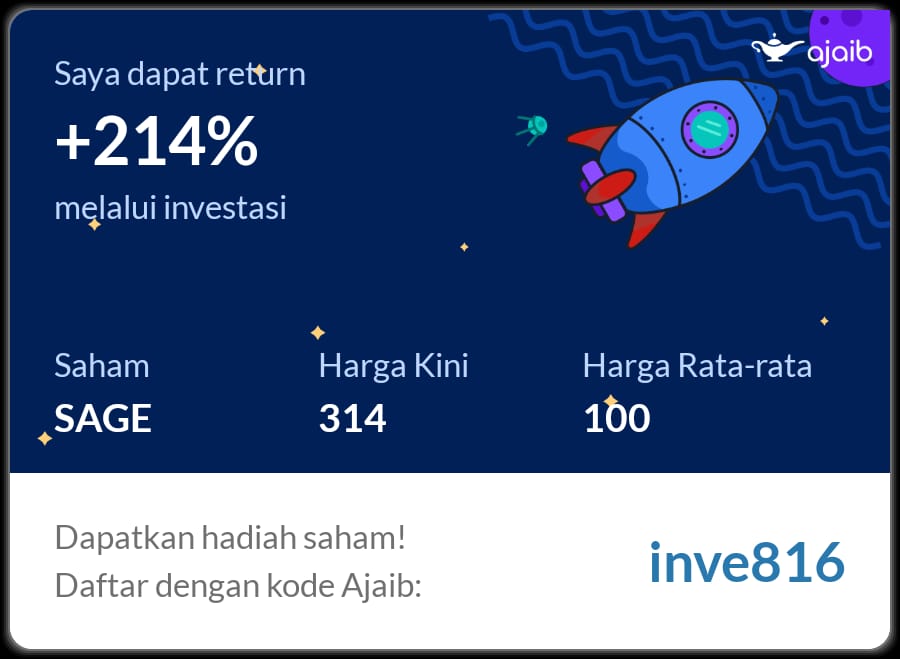 ajaib
Saya dapat return
+214%
melalui investasi
Saham
Harga Kini
Harga Rata-rata
SAGE
314
100
Dapatkan hadiah saham!
Daftar dengan kode Ajaib:
inve816